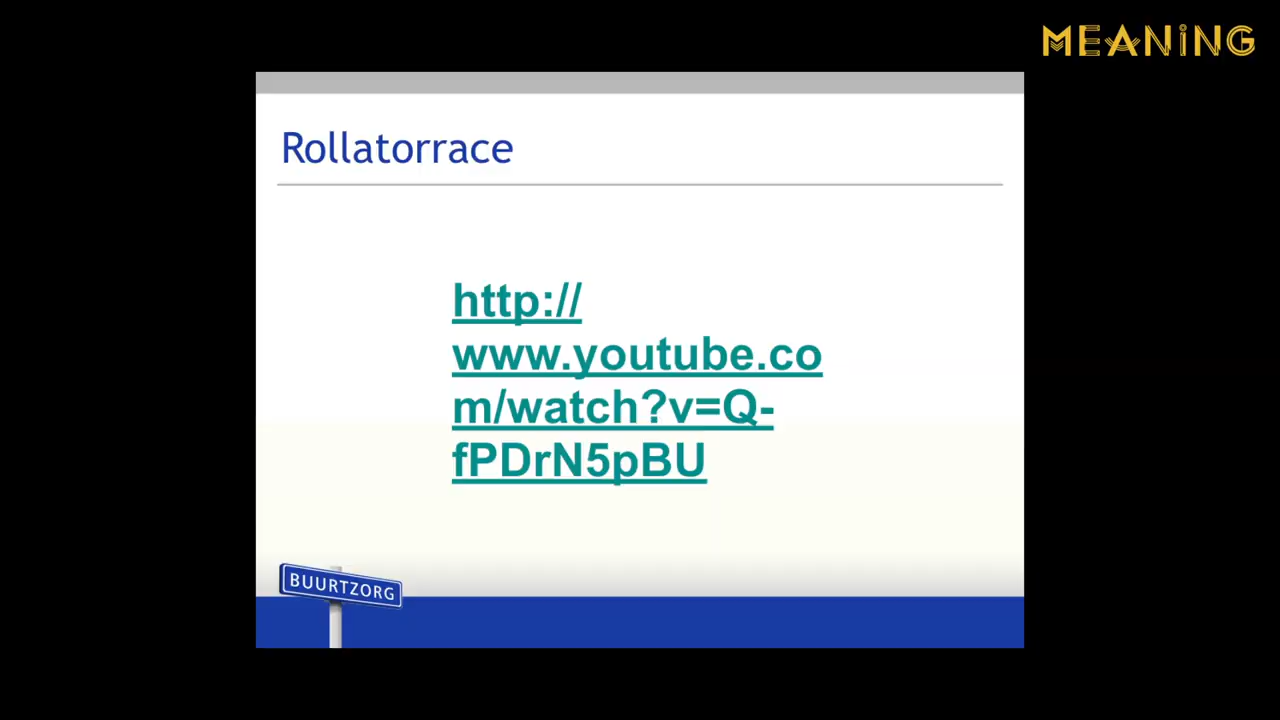 MEANiNG
Rollatorrace
http://
www.youtube.co
m/watch?v=Q-
fPDrN5pBU
BUURTZORG